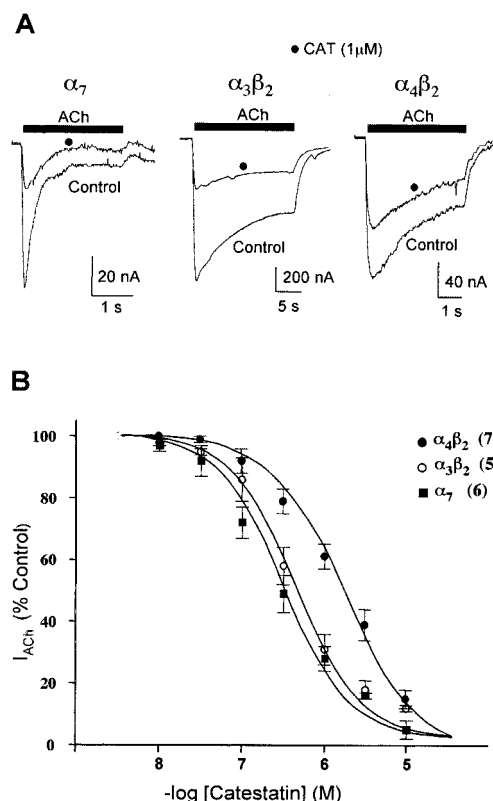 A
● CAT (1µM)
α7 α3β2 α4β2
ACh ACh ACh
Control Control Control
20 nA 200 nA 40 nA
1 s 5 s 1 s
B
● α4β2 (7
○ α3β2 (5
■ α7 (6)
I ACh (% Control)
100
80
60
40
20
0
8 7 6 5
-log [Catestatin] (M)